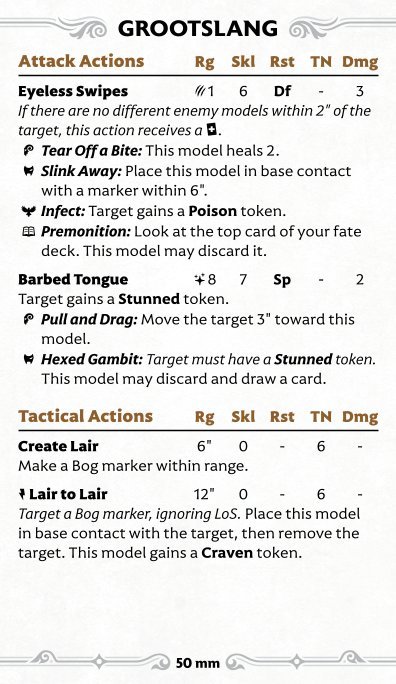 GROOTSLANG
Attack Actions Rg Skl Rst TN Dmg
Eyeless Swipes 1 6 Df - 3
If there are no different enemy models within 2" of the
target, this action receives a .
Tear Off a Bite: This model heals 2.
Slink Away: Place this model in base contact
with a marker within 6".
Infect: Target gains a Poison token.
Premonition: Look at the top card of your fate
deck. This model may discard it.
Barbed Tongue 8 7 Sp - 2
Target gains a Stunned token.
Pull and Drag: Move the target 3" toward this
model.
Hexed Gambit: Target must have a Stunned token.
This model may discard and draw a card.
Tactical Actions Rg Skl Rst TN Dmg
Create Lair 6" 0 - 6 -
Make a Bog marker within range.
Lair to Lair 12" 0 - 6 -
Target a Bog marker, ignoring LoS. Place this model
in base contact with the target, then remove the
target. This model gains a Craven token.
50 mm